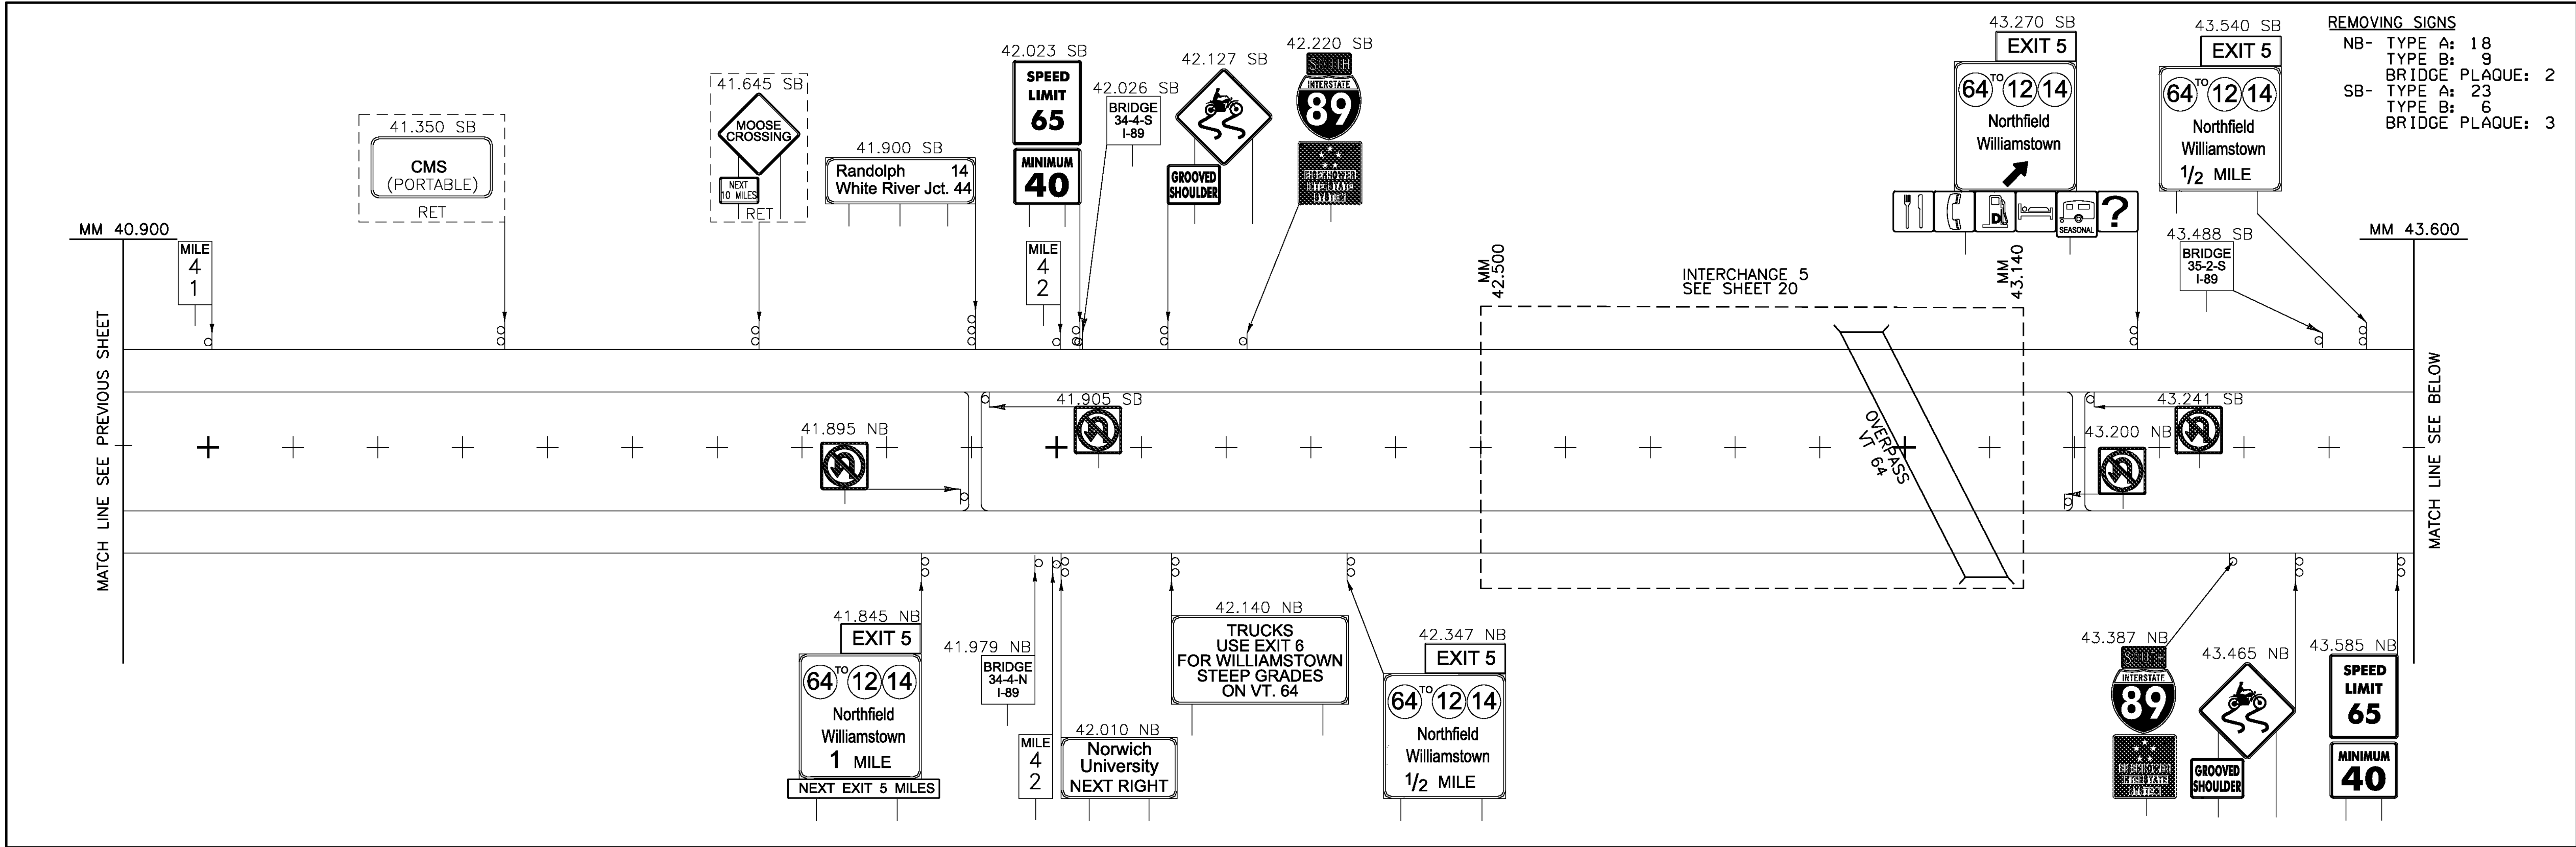 REMOVING SIGNS
NB- TYPE A: 18
TYPE B: 9
BRIDGE PLAQUE: 2
SB- TYPE A: 23
TYPE B: 6
BRIDGE PLAQUE: 3
MM 40.900
MATCH LINE SEE PREVIOUS SHEET
MILE
4
1
41.350 SB
CMS
(PORTABLE)
RET
41.645 SB
MOOSE
CROSSING
NEXT
10 MILES
RET
41.900 SB
Randolph 14
White River Jct. 44
42.023 SB
SPEED
LIMIT
65
MINIMUM
40
MILE
4
2
42.026 SB
BRIDGE
34-4-S
I-89
42.127 SB
GROOVED
SHOULDER
42.220 SB
SOUTH
INTERSTATE
89
EISENHOWER
INTERSTATE
SYSTEM
MM
42.500
INTERCHANGE 5
SEE SHEET 20
MM
43.140
43.270 SB
EXIT 5
64 TO 12 14
Northfield
Williamstown
D
SEASONAL
?
43.540 SB
EXIT 5
64 TO 12 14
Northfield
Williamstown
1/2 MILE
43.488 SB
BRIDGE
35-2-S
I-89
MM 43.600
MATCH LINE SEE BELOW
41.895 NB
41.905 SB
OVERPASS
VT 64
43.200 NB
43.241 SB
41.845 NB
EXIT 5
64 TO 12 14
Northfield
Williamstown
1 MILE
NEXT EXIT 5 MILES
41.979 NB
BRIDGE
34-4-N
I-89
MILE
4
2
42.010 NB
Norwich
University
NEXT RIGHT
42.140 NB
TRUCKS
USE EXIT 6
FOR WILLIAMSTOWN
STEEP GRADES
ON VT. 64
42.347 NB
EXIT 5
64 TO 12 14
Northfield
Williamstown
1/2 MILE
43.387 NB
SOUTH
INTERSTATE
89
EISENHOWER
INTERSTATE
SYSTEM
43.465 NB
GROOVED
SHOULDER
43.585 NB
SPEED
LIMIT
65
MINIMUM
40